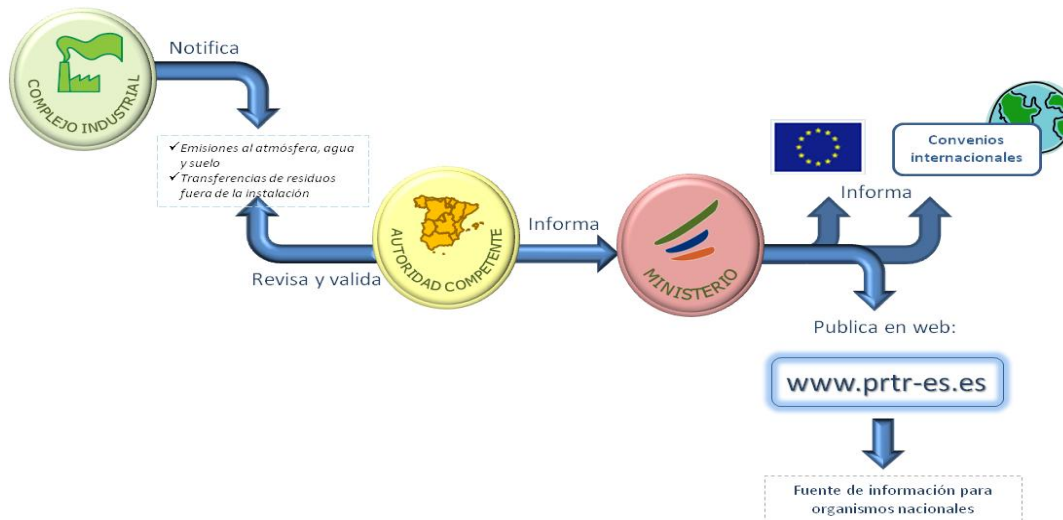 Notifica
COMPLEJO INDUSTRIAL
✓Emisiones al atmósfera, agua
y suelo
✓Transferencias de residuos
fuera de la instalación
Revisa y valida
AUTORIDAD COMPETENTE
Informa
MINISTERIO
Convenios
internacionales
Informa
Publica en web:
www.prtr-es.es
Fuente de información para
organismos nacionales